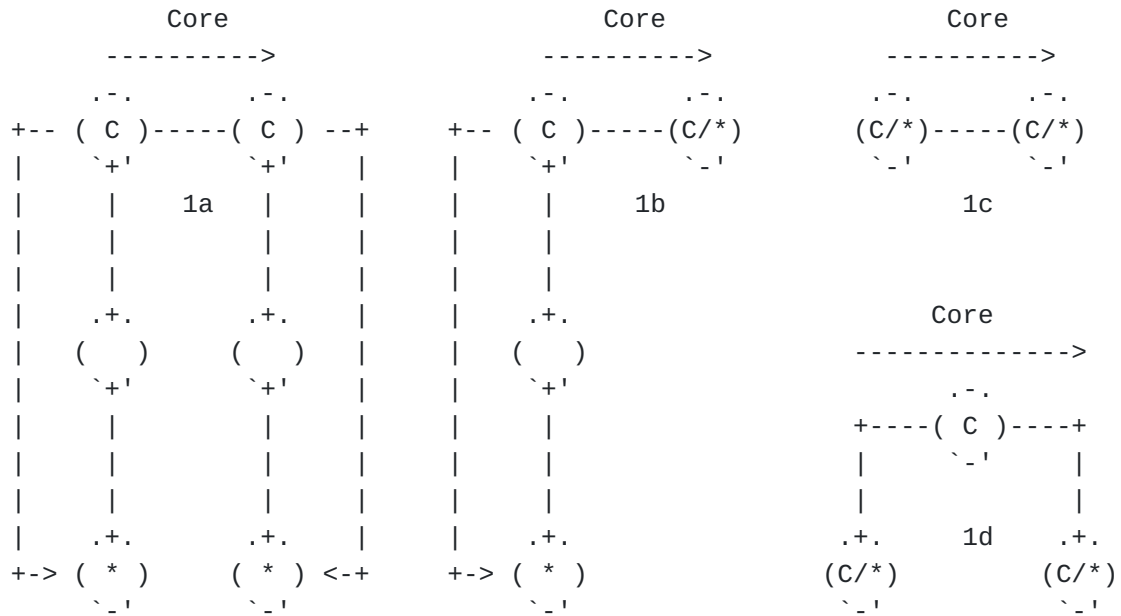 Core                        Core                  Core
       ---------->                 ---------->           ---------->
      .-.       .-.               .-.       .-.         .-.       .-.
 +-- ( C )-----( C ) --+     +-- ( C )-----(C/*)       (C/*)-----(C/*)
 |    `+'       `+'    |     |    `+'       `-'         `-'       `-'
 |     |    1a   |     |     |     |     1b                   1c
 |     |         |     |     |     |
 |     |         |     |     |     |
 |    .+.       .+.    |     |    .+.                       Core
 |   (   )     (   )   |     |   (   )                 -------------->
 |    `+'       `+'    |     |    `+'                        .-.
 |     |         |     |     |     |                   +----( C )----+
 |     |         |     |     |     |                   |     `-'     |
 |     |         |     |     |     |                   |             |
 |    .+.       .+.    |     |    .+.                 .+.     1d    .+.
 +-> ( * )     ( * ) <-+     +-> ( * )               (C/*)         (C/*)
      `-'       `-'               `-'                 `-'           `-'